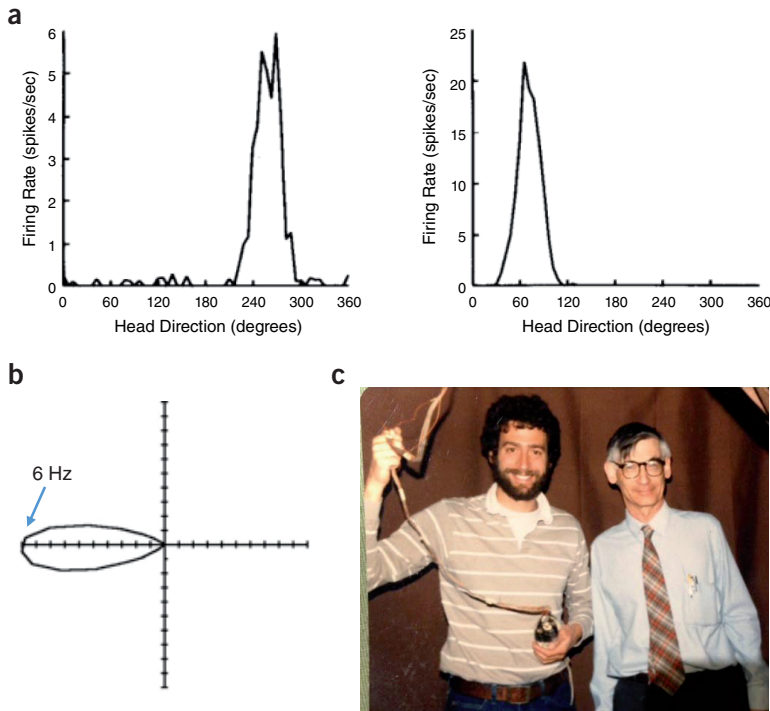 a
6
5
4
3
2
1
0
Firing Rate (spikes/sec)
0 60 120 180 240 300 360
Head Direction (degrees)
25
20
15
10
5
0
Firing Rate (spikes/sec)
0 60 120 180 240 300 360
Head Direction (degrees)
b
6 Hz
c